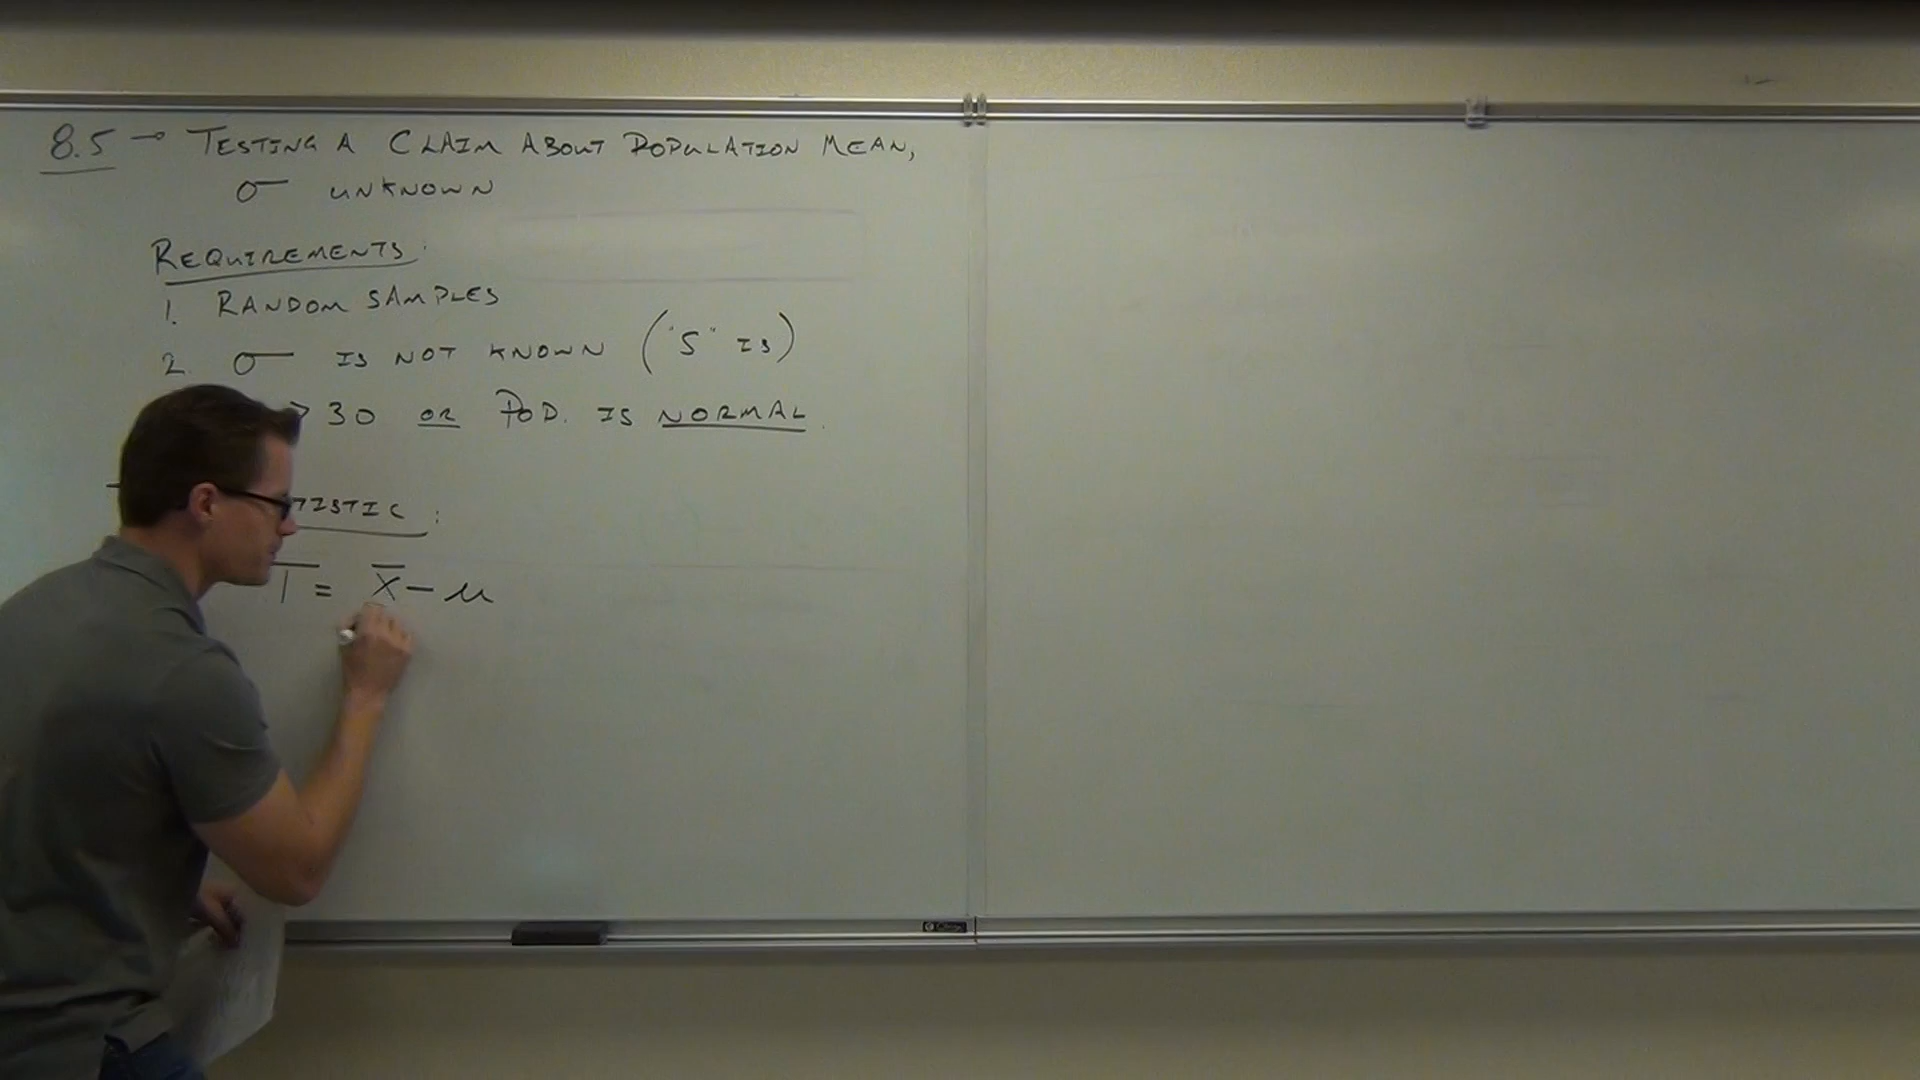 8.5 → TESTING A CLAIM ABOUT POPULATION MEAN,
σ UNKNOWN
REQUIREMENTS:
1. RANDOM SAMPLES
2. σ IS NOT KNOWN ("S" IS)
> 30 OR POP. IS NORMAL.
TISTIC:
T = x̄ - μ